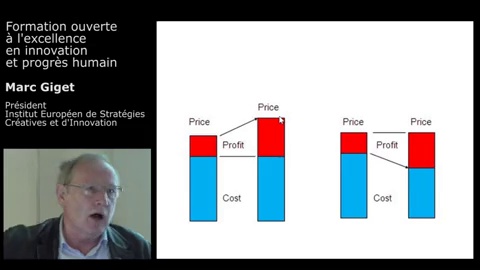 Formation ouverte
à l'excellence
en innovation
et progrès humain
Marc Giget
Président
Institut Européen de Stratégies
Créatives et d'Innovation
Price
Price
Profit
Cost
Price
Price
Profit
Cost